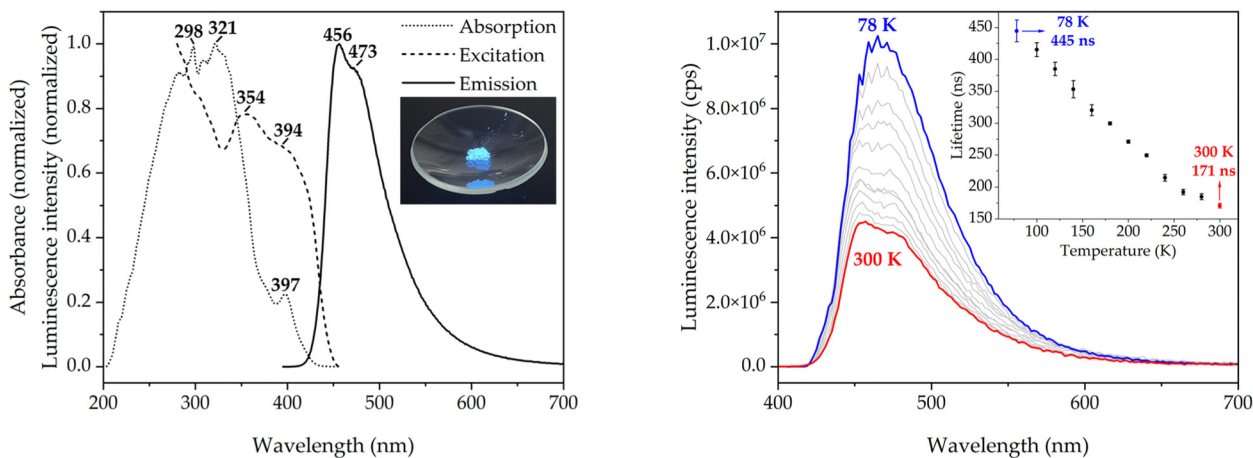 Absorbance (normalized)
Luminescence intensity (normalized)
1.0
0.8
0.6
0.4
0.2
0.0
200
300
400
500
600
700
Wavelength (nm)
298
321
354
394
397
456
473
Absorption
Excitation
Emission
Luminescence intensity (cps)
1.0×10⁷
8.0×10⁶
6.0×10⁶
4.0×10⁶
2.0×10⁶
0.0
400
500
600
700
Wavelength (nm)
78 K
300 K
Lifetime (ns)
450
400
350
300
250
200
150
100
150
200
250
300
Temperature (K)
78 K
445 ns
300 K
171 ns